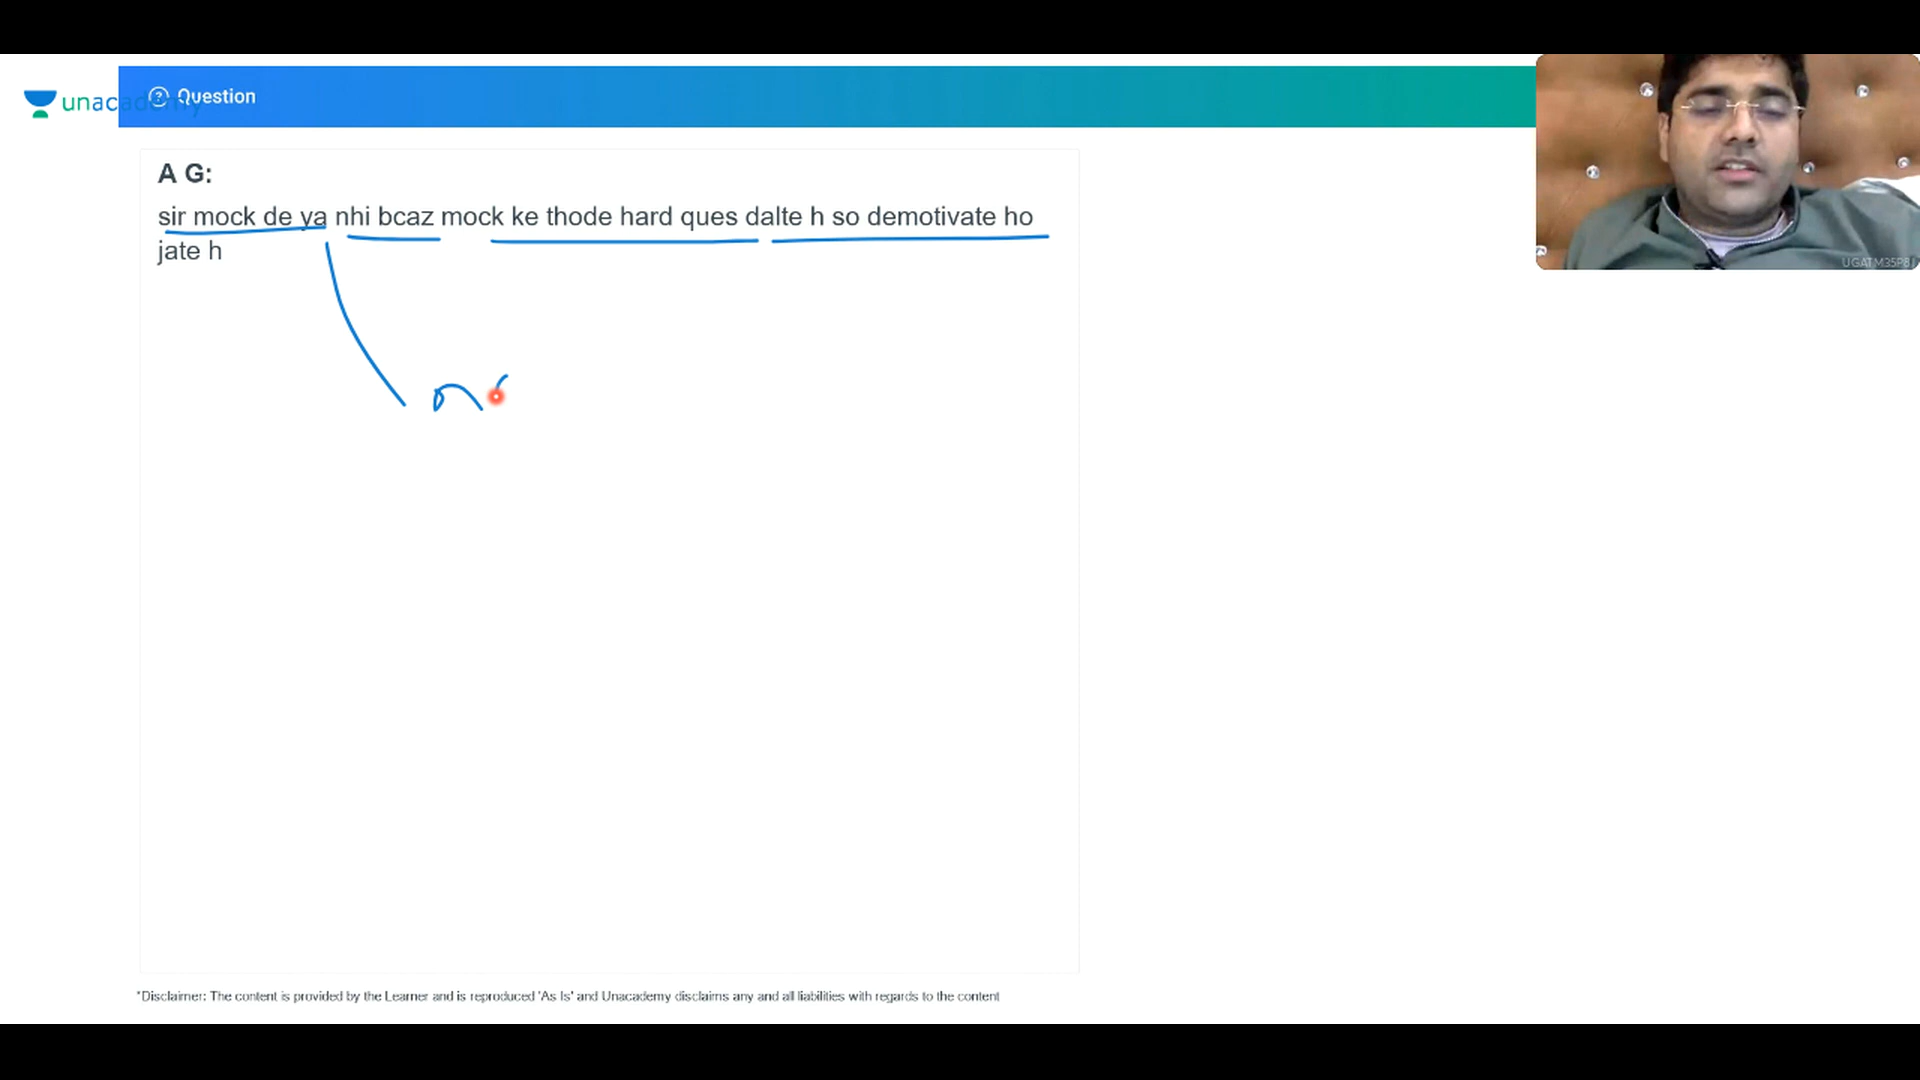 unacademy
Question
A G:
sir mock de ya nhi bcaz mock ke thode hard ques dalte h so demotivate ho
jate h
*Disclaimer: The content is provided by the Learner and is reproduced 'As Is' and Unacademy disclaims any and all liabilities with regards to the content